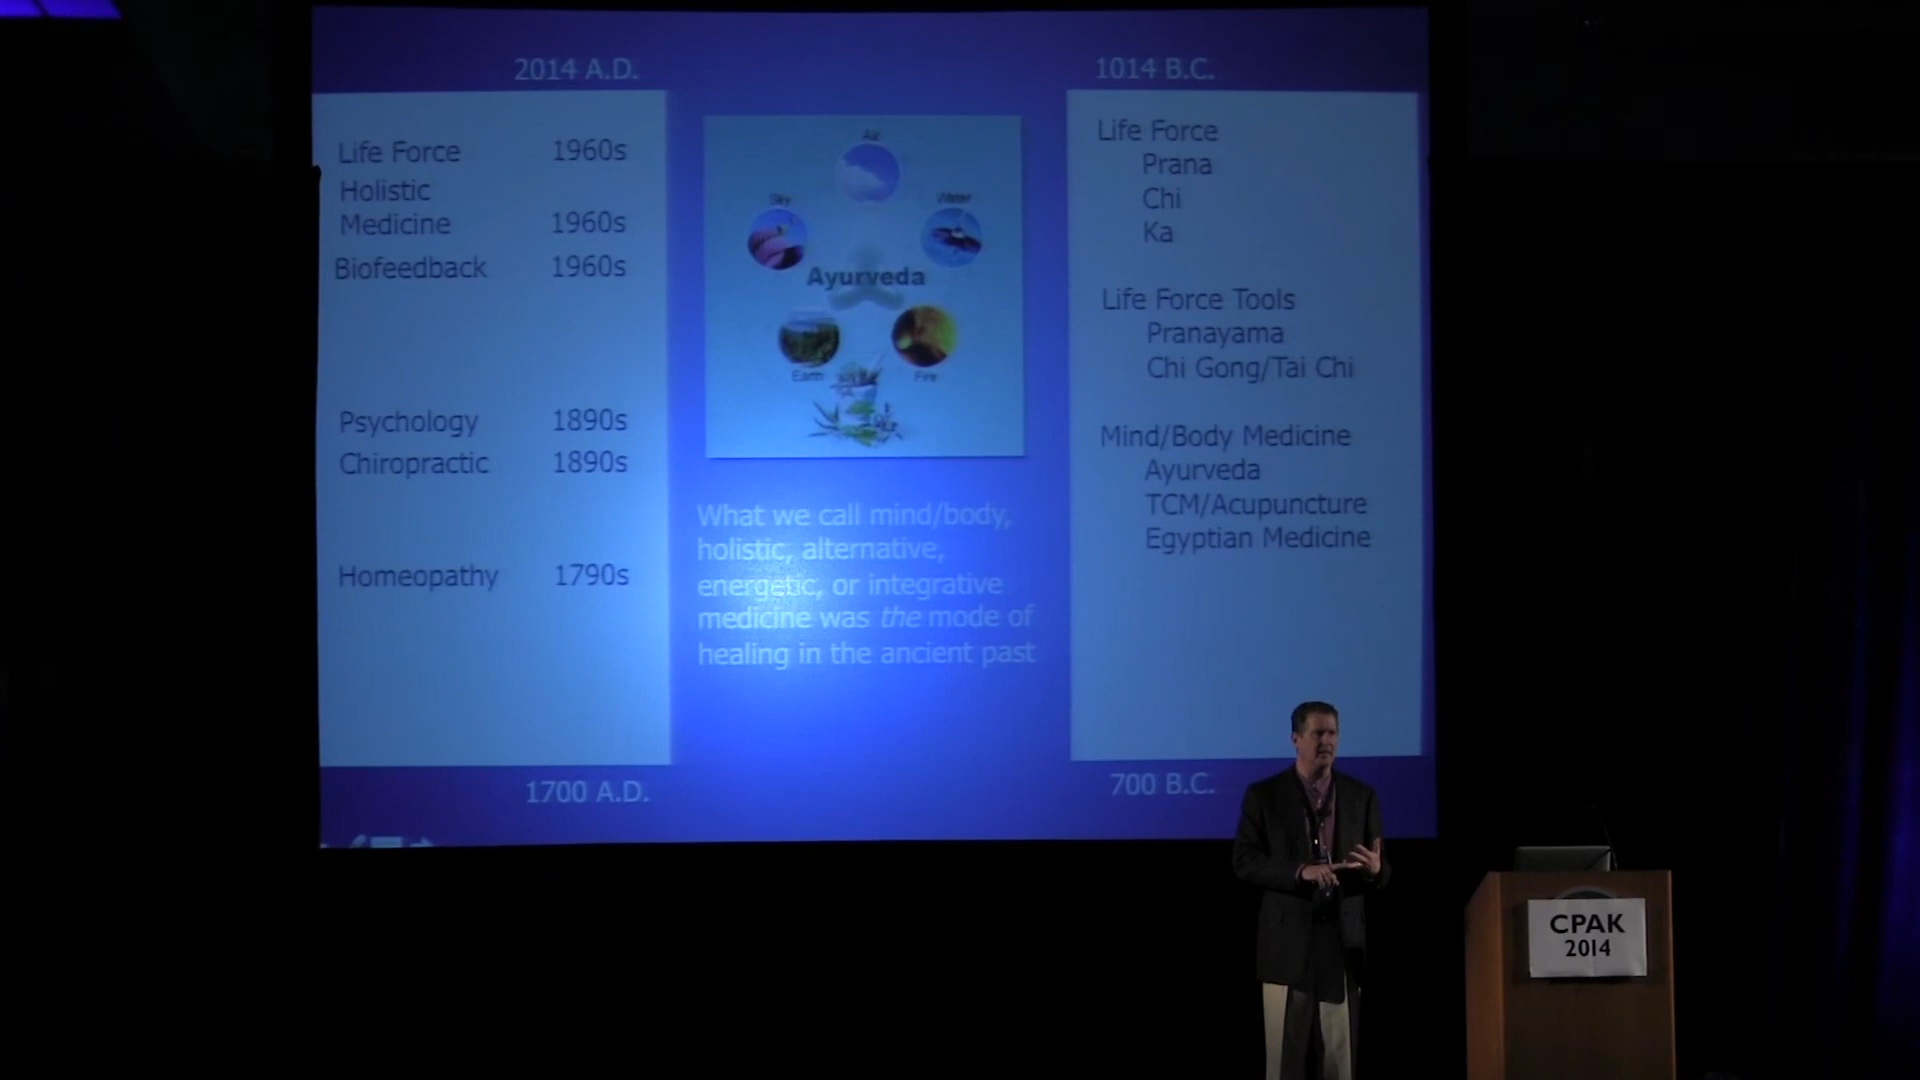 2014 A.D.
1014 B.C.
Life Force 1960s
Holistic
Medicine 1960s
Biofeedback 1960s
Psychology 1890s
Chiropractic 1890s
Homeopathy 1790s
1700 A.D.
Air
Sky
Water
Ayurveda
Earth
Fire
What we call mind/body,
holistic, alternative,
energetic, or integrative
medicine was the mode of
healing in the ancient past
Life Force
Prana
Chi
Ka
Life Force Tools
Pranayama
Chi Gong/Tai Chi
Mind/Body Medicine
Ayurveda
TCM/Acupuncture
Egyptian Medicine
700 B.C.
CPAK
2014